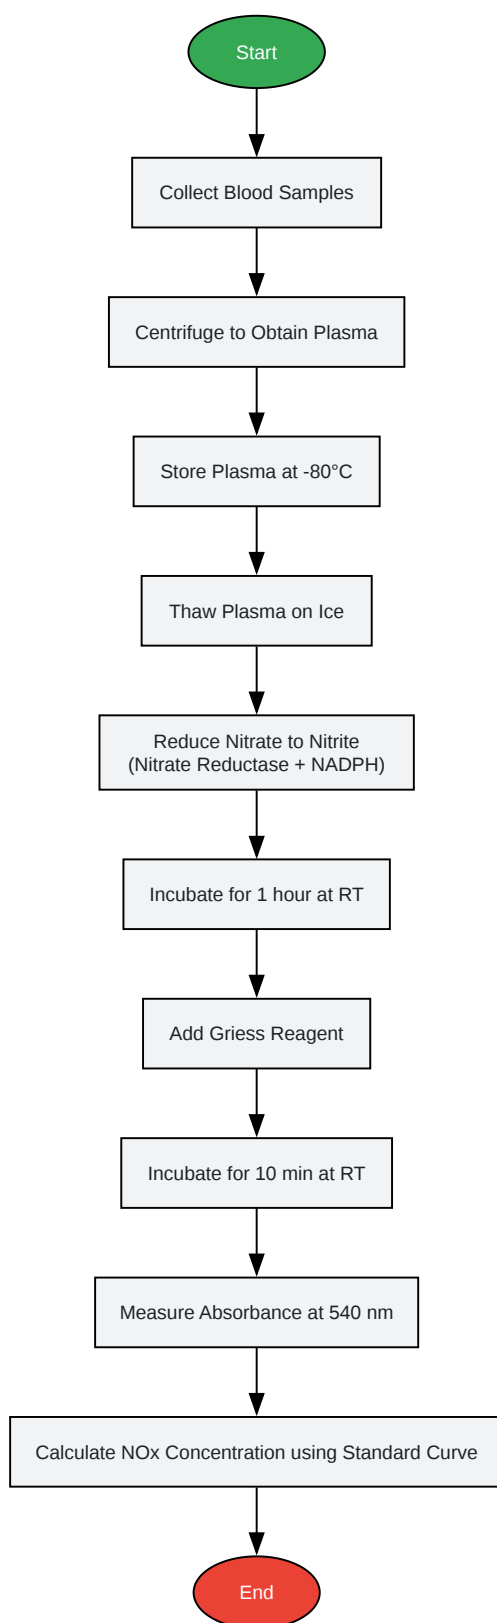 Start
Collect Blood Samples
Centrifuge to Obtain Plasma
Store Plasma at -80°C
Thaw Plasma on Ice
Reduce Nitrate to Nitrite
(Nitrate Reductase + NADPH)
Incubate for 1 hour at RT
Add Griess Reagent
Incubate for 10 min at RT
Measure Absorbance at 540 nm
Calculate NOx Concentration using Standard Curve
End